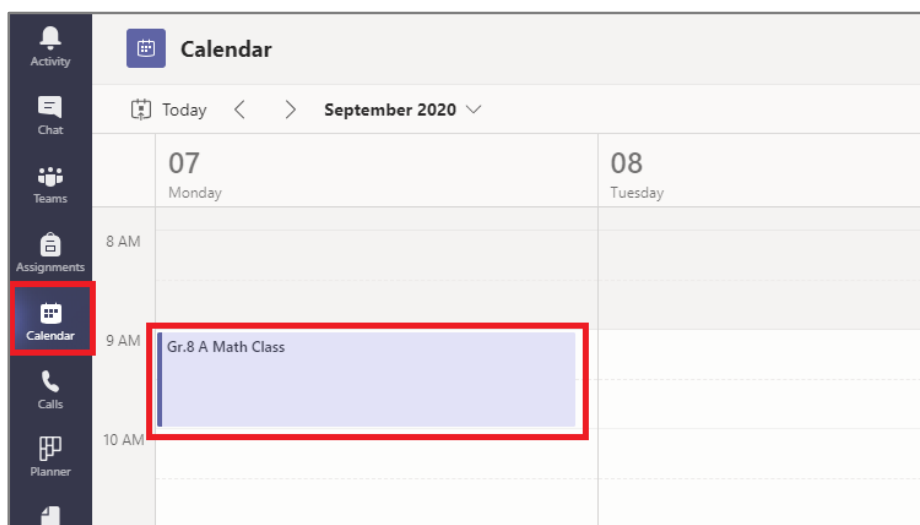 Activity
Chat
Teams
Assignments
Calendar
Calls
Planner
Calendar
Today
September 2020
07
Monday
08
Tuesday
8 AM
9 AM
Gr.8 A Math Class
10 AM